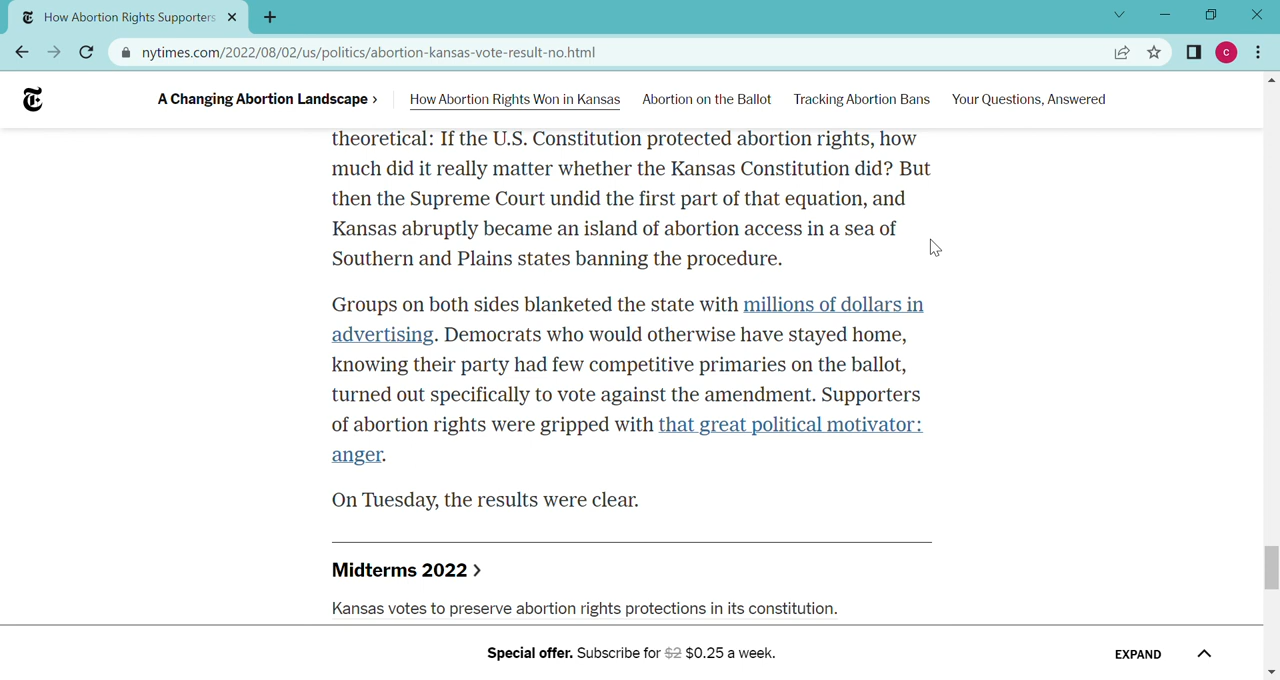 How Abortion Rights Supporters
nytimes.com/2022/08/02/us/politics/abortion-kansas-vote-result-no.html
C
A Changing Abortion Landscape › How Abortion Rights Won in Kansas Abortion on the Ballot Tracking Abortion Bans Your Questions, Answered
theoretical: If the U.S. Constitution protected abortion rights, how
much did it really matter whether the Kansas Constitution did? But
then the Supreme Court undid the first part of that equation, and
Kansas abruptly became an island of abortion access in a sea of
Southern and Plains states banning the procedure.
Groups on both sides blanketed the state with millions of dollars in
advertising. Democrats who would otherwise have stayed home,
knowing their party had few competitive primaries on the ballot,
turned out specifically to vote against the amendment. Supporters
of abortion rights were gripped with that great political motivator:
anger.
On Tuesday, the results were clear.
Midterms 2022 ›
Kansas votes to preserve abortion rights protections in its constitution.
Special offer. Subscribe for $2 $0.25 a week.
EXPAND